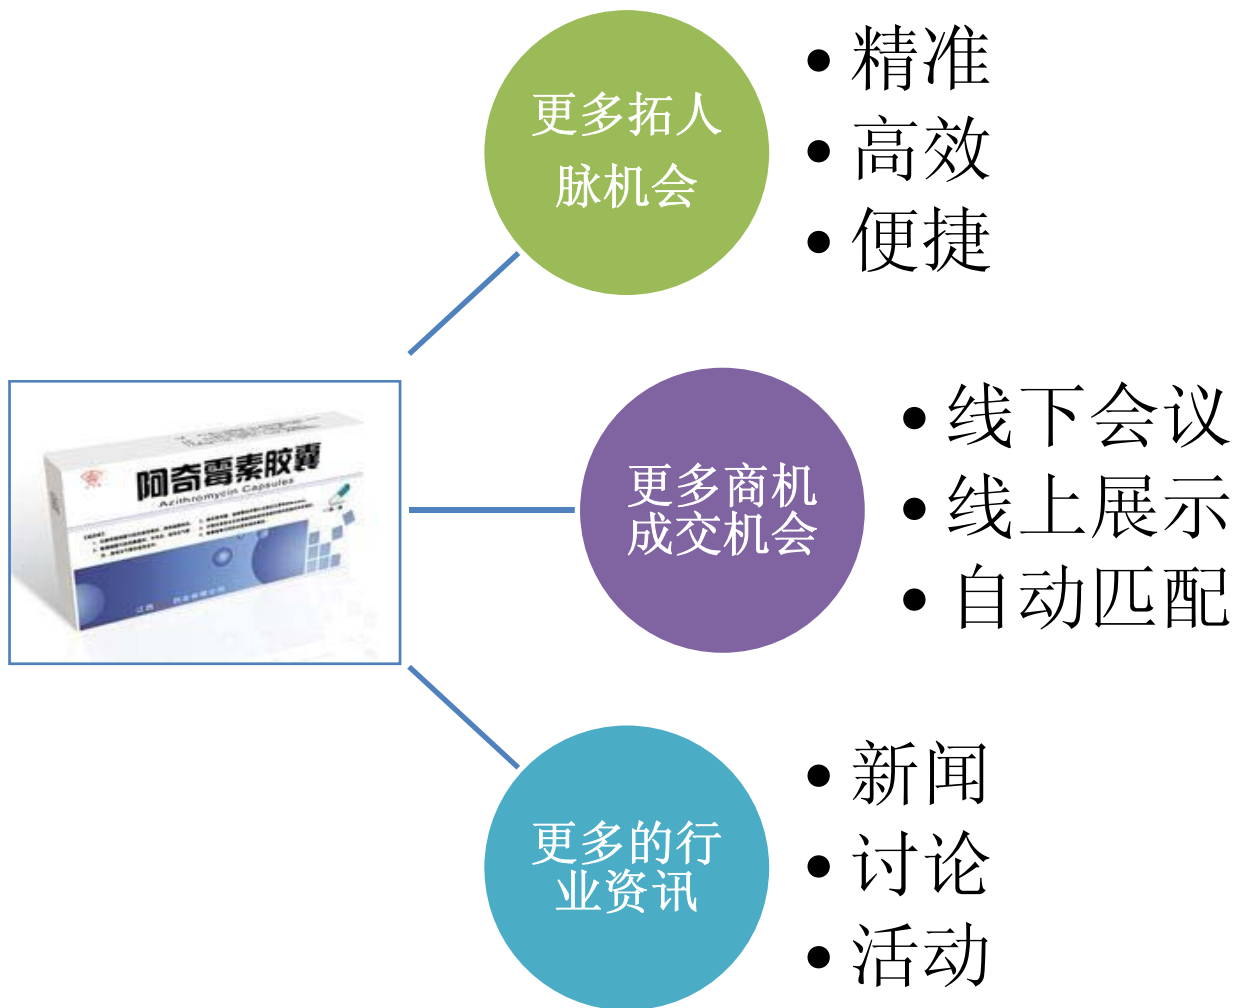 更多拓人
脉机会
• 精准
• 高效
• 便捷
阿奇霉素胶囊
Azithromycin Capsules
更多商机
成交机会
• 线下会议
• 线上展示
• 自动匹配
更多的行
业资讯
• 新闻
• 讨论
• 活动